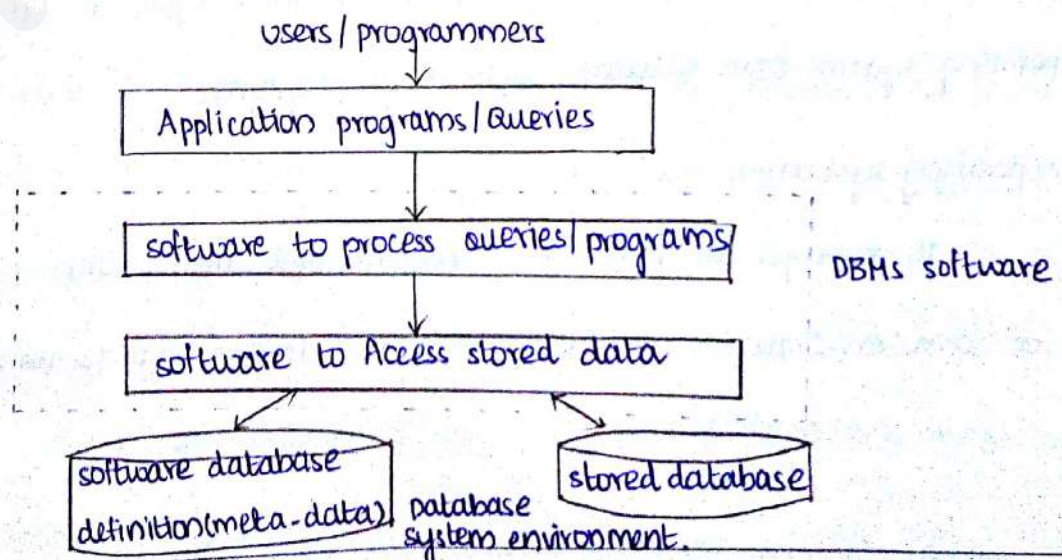 users/programmers
Application programs/Queries
software to process queries/programs
DBMs software
software to Access stored data
software database
definition(meta-data)
stored database
Database
system environment.